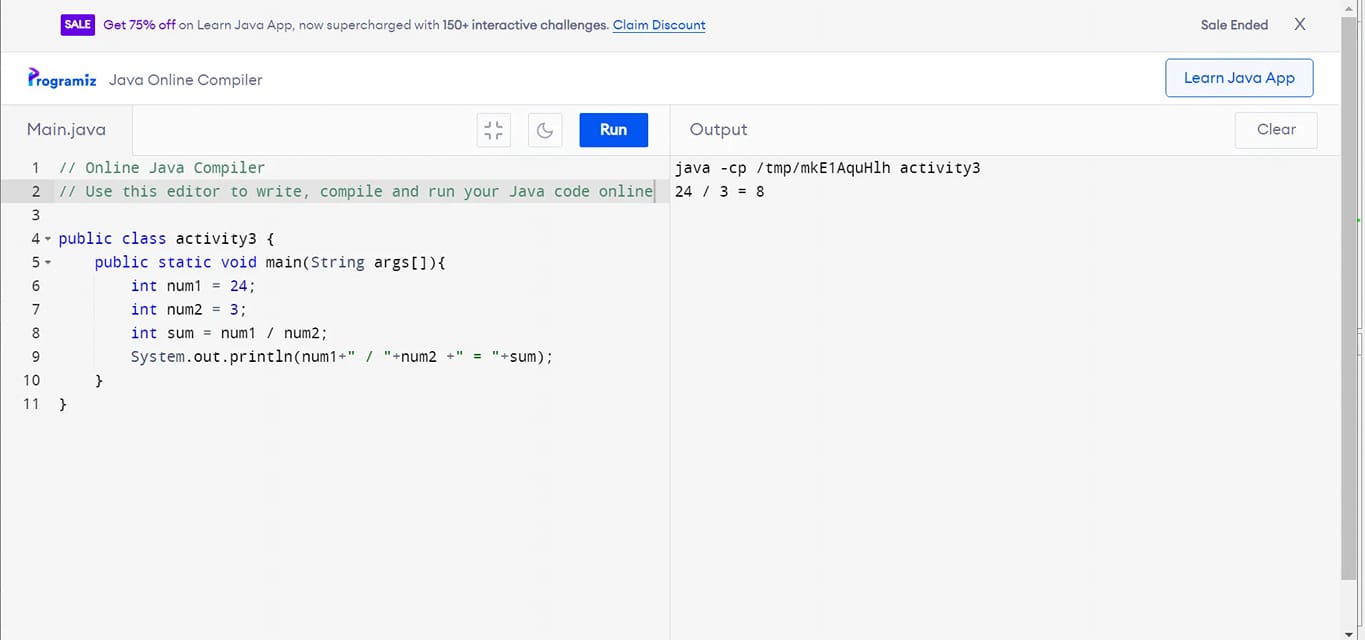 SALE Get 75% off on Learn Java App, now supercharged with 150+ interactive challenges. Claim Discount Sale Ended X
Programiz Java Online Compiler Learn Java App
Main.java Run Output Clear
1 // Online Java Compiler
2 // Use this editor to write, compile and run your Java code online
3
4 public class activity3 {
5 public static void main(String args[]){
6 int num1 = 24;
7 int num2 = 3;
8 int sum = num1 / num2;
9 System.out.println(num1+" / "+num2 +" = "+sum);
10 }
11 }
java -cp /tmp/mkE1AquHlh activity3
24 / 3 = 8